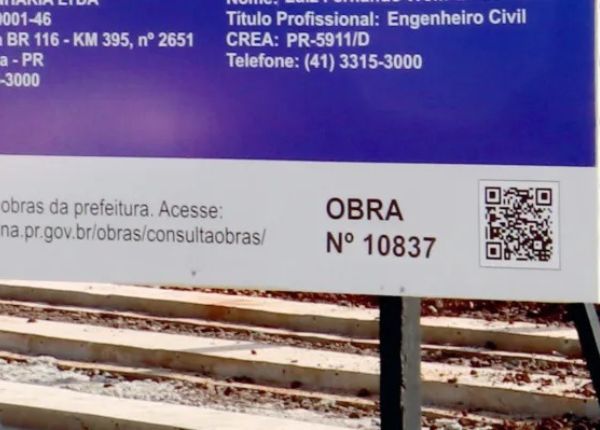 LTDA
0001-46
BR 116 - KM 395, nº 2651
a - PR
-3000
Título Profissional: Engenheiro Civil
CREA: PR-5911/D
Telefone: (41) 3315-3000
obras da prefeitura. Acesse:
na.pr.gov.br/obras/consultaobras/
OBRA
Nº 10837